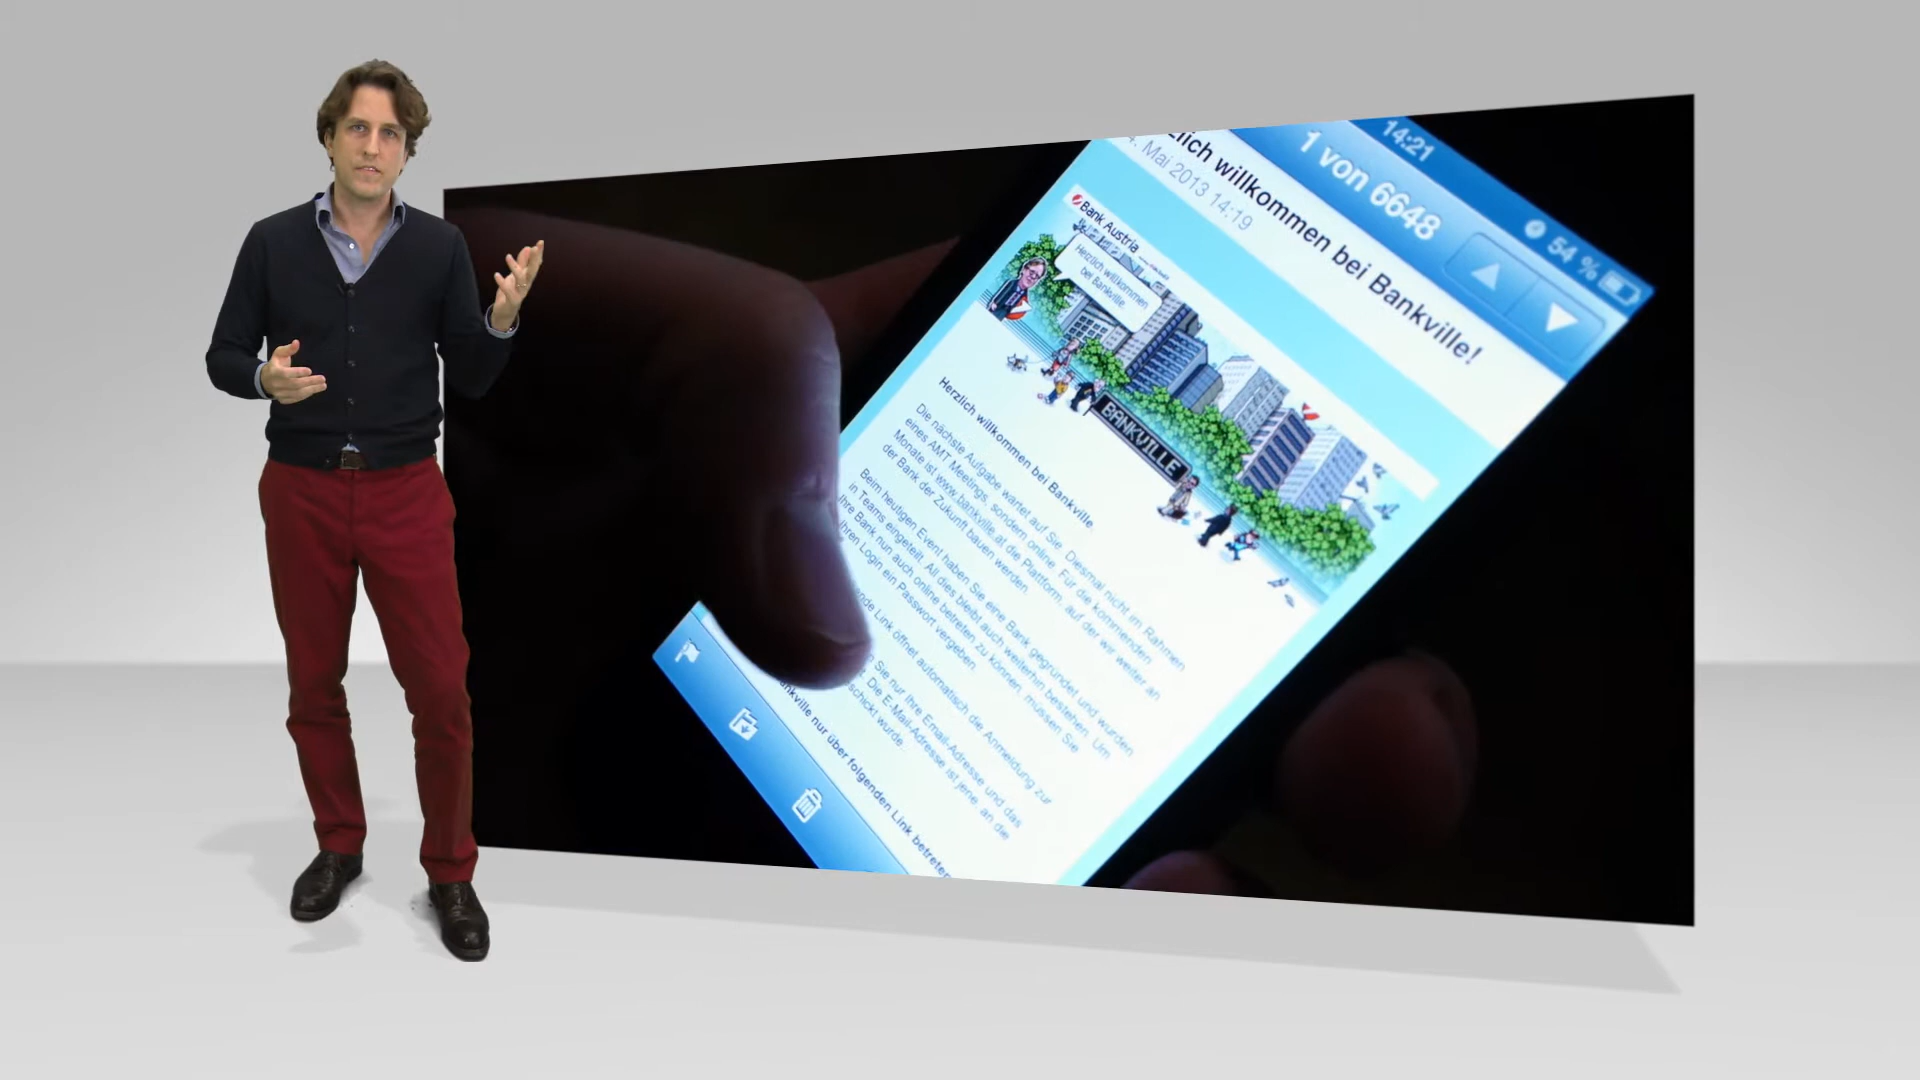 14:21
54 %
1 von 6648
zlich willkommen bei Bankville!
. Mai 2013 14:19
Bank Austria
Herzlich willkommen
bei Bankville
BANKVILLE
Herzlich willkommen bei Bankville
Die nächste Aufgabe wartet auf Sie. Diesmal nicht im Rahmen
eines AMT Meetings, sondern online. Für die kommenden
Monate ist www.bankville.at die Plattform, auf der wir weiter an
der Bank der Zukunft bauen werden.
Beim heutigen Event haben Sie eine Bank gegründet und wurden
in Teams eingeteilt. All dies bleibt auch weiterhin bestehen. Um
Ihre Bank nun auch online betreten zu können, müssen Sie
Ihren Login ein Passwort vergeben.
ende Link öffnet automatisch die Anmeldung zur
Sie nur Ihre Email-Adresse und das
t. Die E-Mail-Adresse ist jene, an die
schickt wurde.
ankville nur über folgenden Link betreten